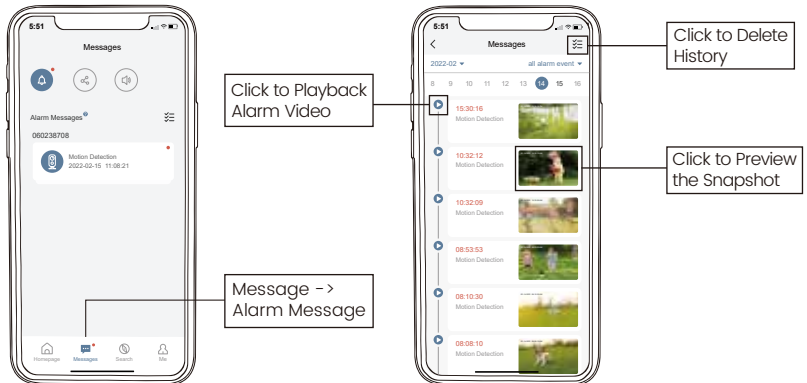 5:51
Messages
Alarm Messages
060238708
Motion Detection
2022-02-15 11:08:21
Homepage
Messages
Search
Me
Click to Playback
Alarm Video
Message ->
Alarm Message
5:51
Messages
2022-02
all alarm event
8 9 10 11 12 13 14 15 16
15:30:16
Motion Detection
10:32:12
Motion Detection
10:32:09
Motion Detection
08:53:53
Motion Detection
08:10:30
Motion Detection
08:08:10
Motion Detection
Click to Delete
History
Click to Preview
the Snapshot